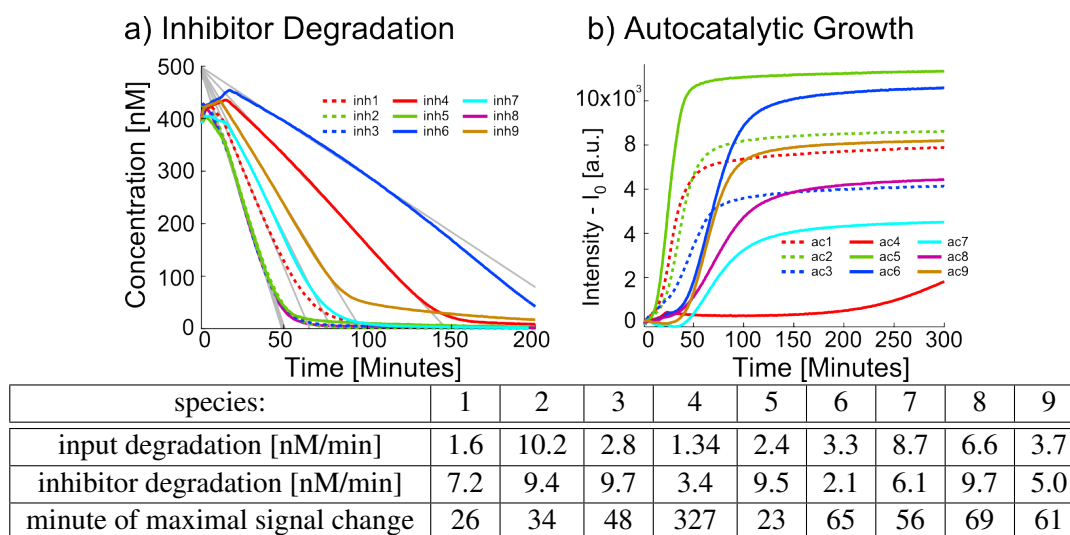 a) Inhibitor Degradation
500
400
300
200
100
0
50
100
150
200
Concentration [nM]
Time [Minutes]
inh1 inh4 inh7
inh2 inh5 inh8
inh3 inh6 inh9
b) Autocatalytic Growth
10x10³
8
4
4
2
0
0 50 100 150 200 250 300
Intensity - I₀ [a.u.]
Time [Minutes]
ac1 ac4 ac7
ac2 ac5 ac8
ac3 ac6 ac9
species: 1 2 3 4 5 6 7 8 9
input degradation [nM/min] 1.6 10.2 2.8 1.34 2.4 3.3 8.7 6.6 3.7
inhibitor degradation [nM/min] 7.2 9.4 9.7 3.4 9.5 2.1 6.1 9.7 5.0
minute of maximal signal change 26 34 48 327 23 65 56 69 61